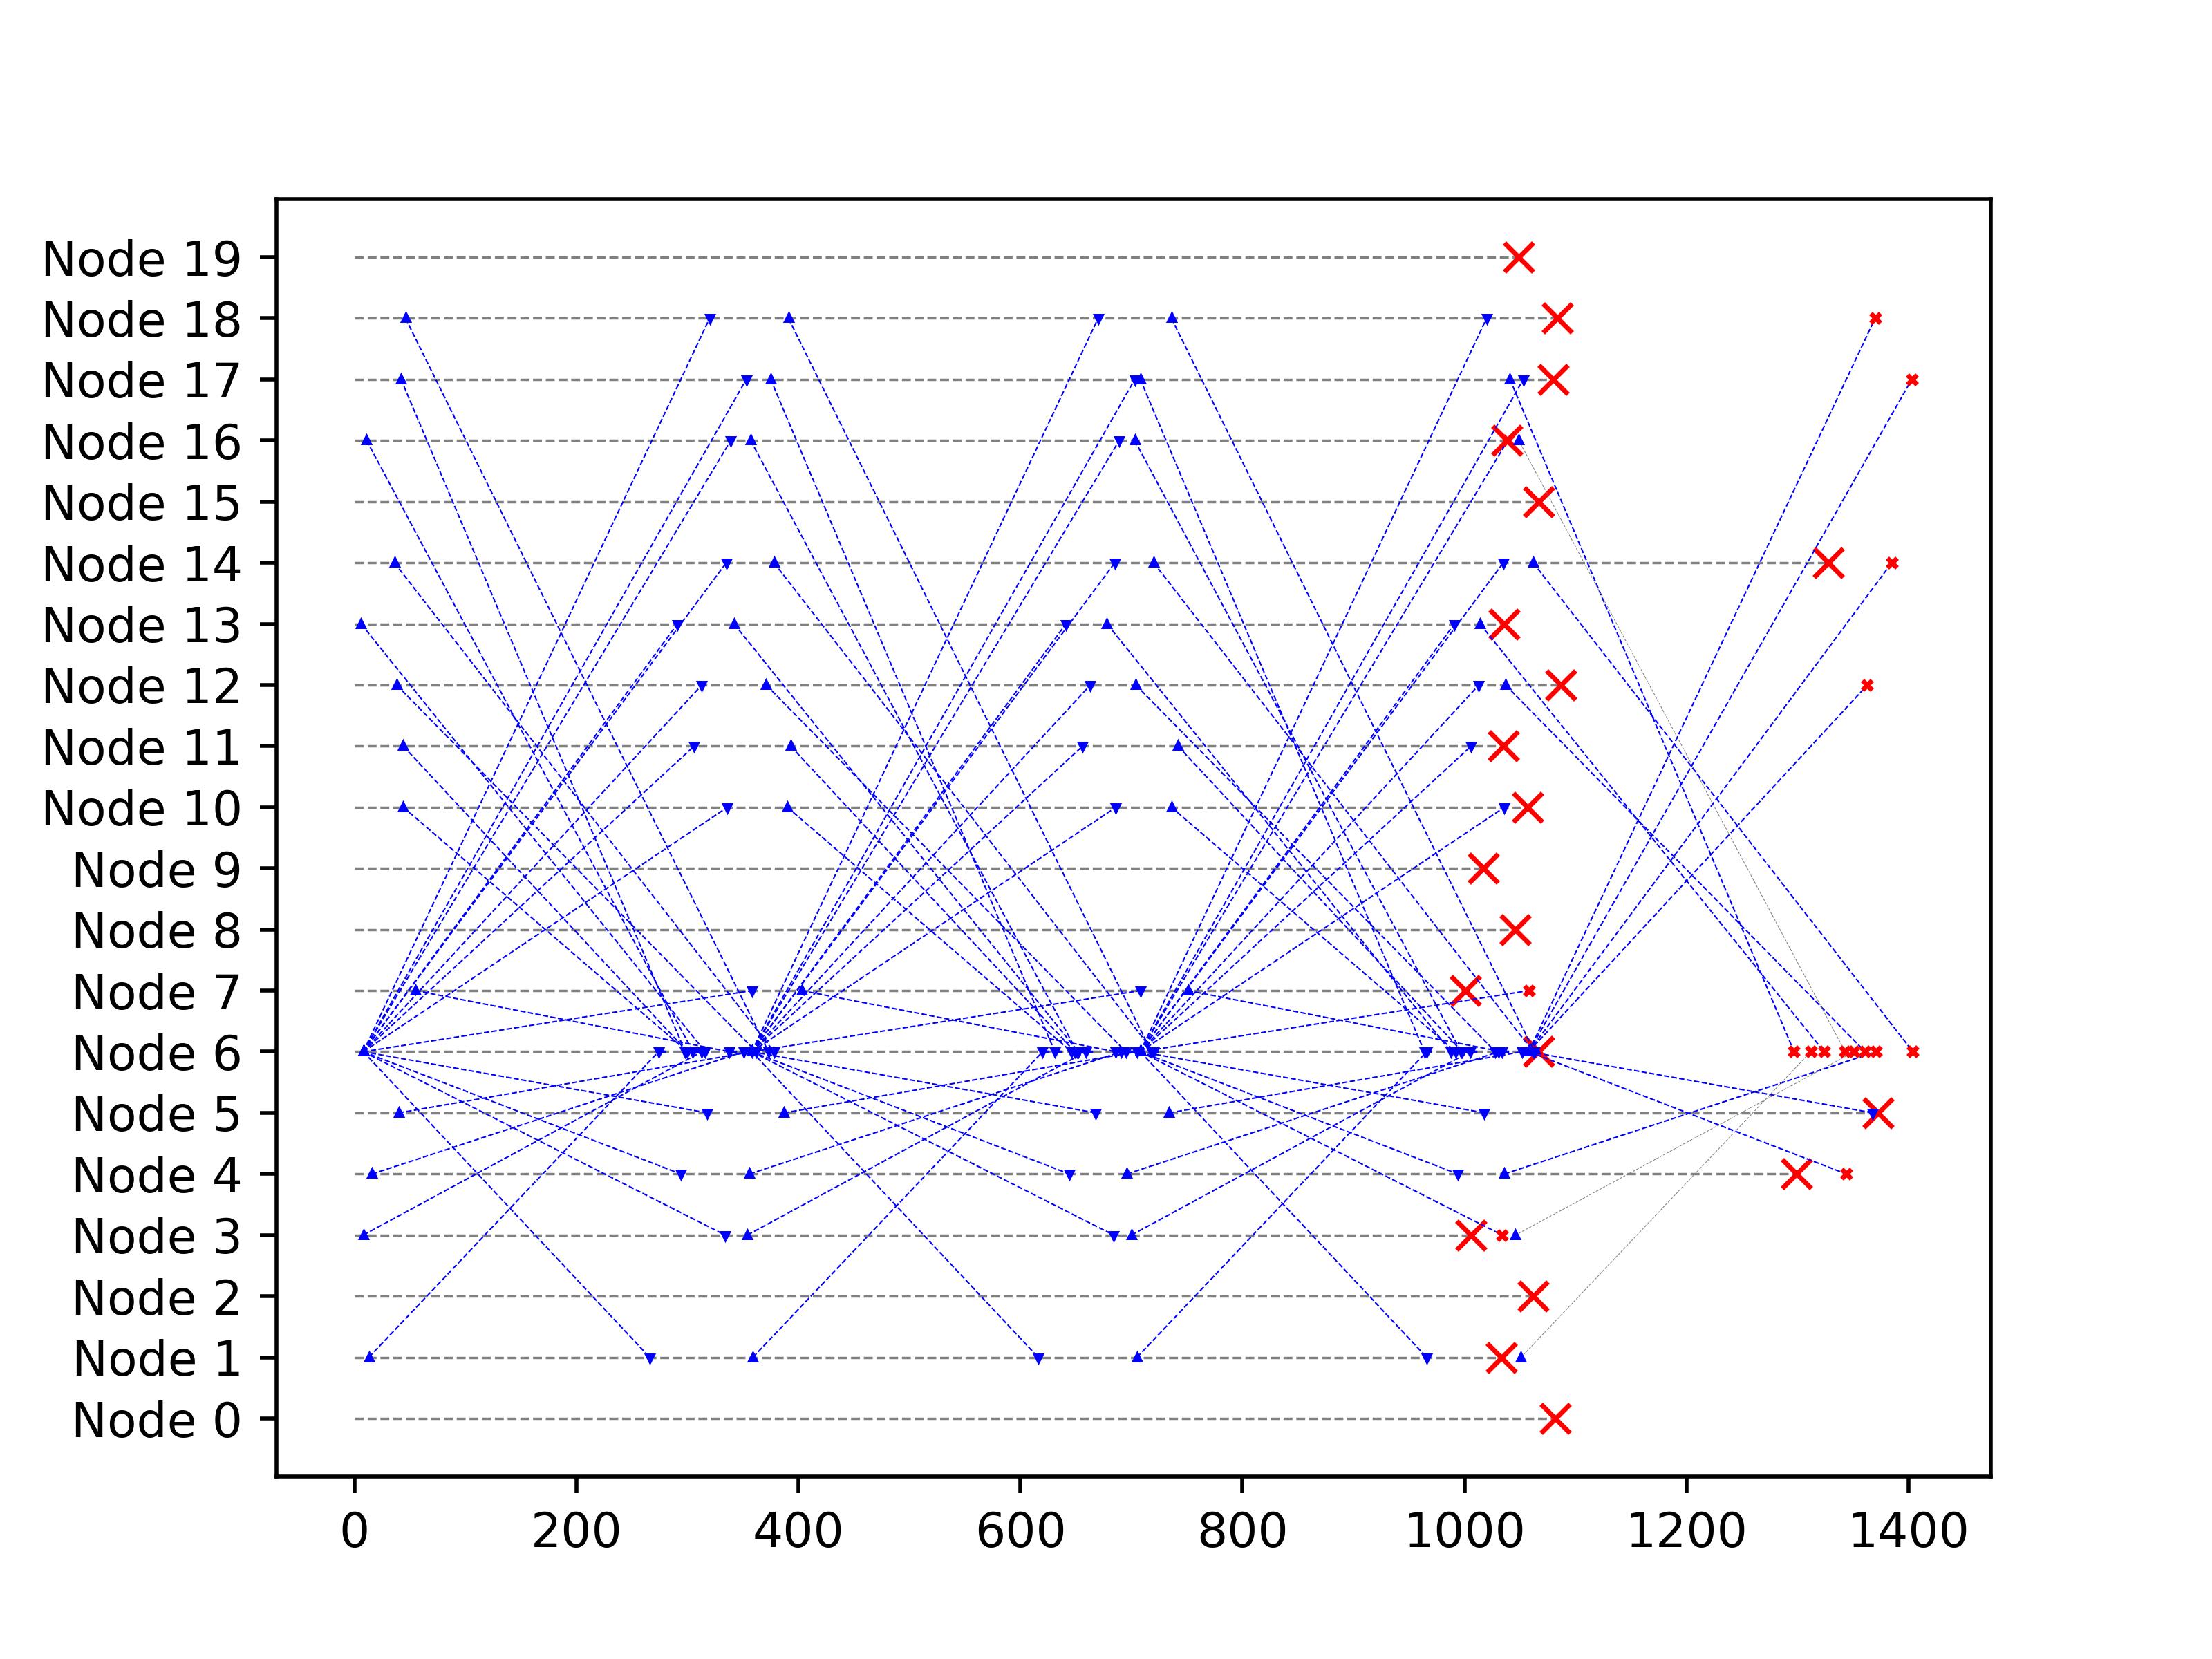 Node 19
Node 18
Node 17
Node 16
Node 15
Node 14
Node 13
Node 12
Node 11
Node 10
Node 9
Node 8
Node 7
Node 6
Node 5
Node 4
Node 3
Node 2
Node 1
Node 0
0 200 400 600 800 1000 1200 1400